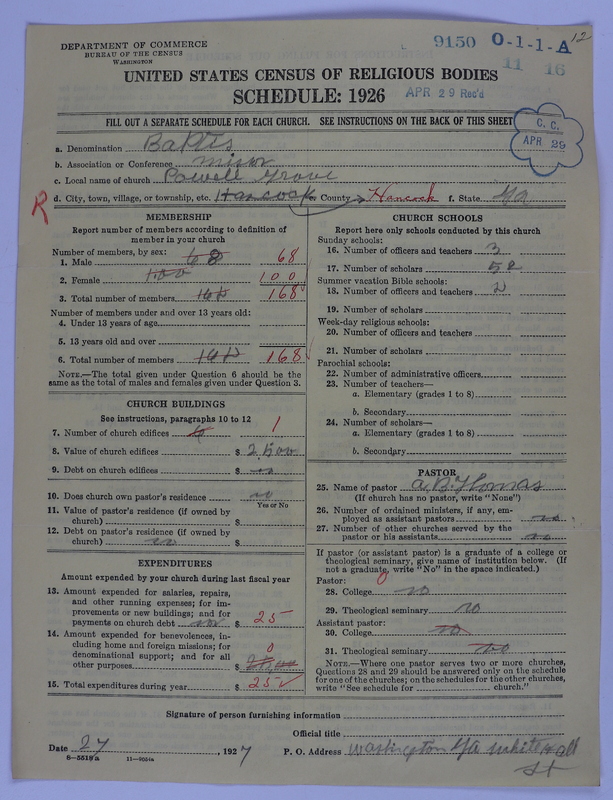 DEPARTMENT OF COMMERCE
BUREAU OF THE CENSUS
WASHINGTON
9150 O-1-1-A 12
11 16
UNITED STATES CENSUS OF RELIGIOUS BODIES
SCHEDULE: 1926
APR 29 Rec'd
FILL OUT A SEPARATE SCHEDULE FOR EACH CHURCH. SEE INSTRUCTIONS ON THE BACK OF THIS SHEET
C. C.
APR 29
a. Denomination Baptis
b. Association or Conference
c. Local name of church Powell Grove
R d. City, town, village, or township, etc. Hancock County Hancock f. State Ga
MEMBERSHIP
Report number of members according to definition of
member in your church
Number of members, by sex:
1. Male 68 68
2. Female 100 100
3. Total number of members 168 168
Number of members under and over 13 years old:
4. Under 13 years of age
5. 13 years old and over
6. Total number of members 168 168
NOTE.—The total given under Question 6 should be the
same as the total of males and females given under Question 3.
CHURCH BUILDINGS
See instructions, paragraphs 10 to 12
7. Number of church edifices 1
8. Value of church edifices $ 2,500
9. Debt on church edifices $ no
10. Does church own pastor's residence no
Yes or No
11. Value of pastor's residence (if owned by
church) $
12. Debt on pastor's residence (if owned by
church) no $
EXPENDITURES
Amount expended by your church during last fiscal year
13. Amount expended for salaries, repairs,
and other running expenses; for im-
provements or new buildings; and for
payments on church debt $ 25
14. Amount expended for benevolences, in-
cluding home and foreign missions; for
denominational support; and for all
other purposes $ 0
15. Total expenditures during year $ 25
CHURCH SCHOOLS
Report here only schools conducted by this church
Sunday schools:
16. Number of officers and teachers 3
17. Number of scholars 52
Summer vacation Bible schools:
18. Number of officers and teachers 2
19. Number of scholars
Week-day religious schools:
20. Number of officers and teachers
21. Number of scholars
Parochial schools:
22. Number of administrative officers
23. Number of teachers—
a. Elementary (grades 1 to 8)
b. Secondary
24. Number of scholars—
a. Elementary (grades 1 to 8)
b. Secondary
PASTOR
25. Name of pastor A. B. Thomas
(If church has no pastor, write "None")
26. Number of ordained ministers, if any, em-
ployed as assistant pastors no
27. Number of other churches served by the
pastor or his assistants no
If pastor (or assistant pastor) is a graduate of a college or
theological seminary, give name of institution below. (If
not a graduate, write "No" in the space indicated.)
Pastor: 0
28. College no
29. Theological seminary no
Assistant pastor:
30. College no
31. Theological seminary no
NOTE.—Where one pastor serves two or more churches,
Questions 28 and 29 should be answered only on the schedule
for one of the churches; on the schedules for the other churches,
write "See schedule for church."
Signature of person furnishing information
Official title
Date 27, 1927 P. O. Address Washington Ga whitehall
St
8—5518 a 11—9054a